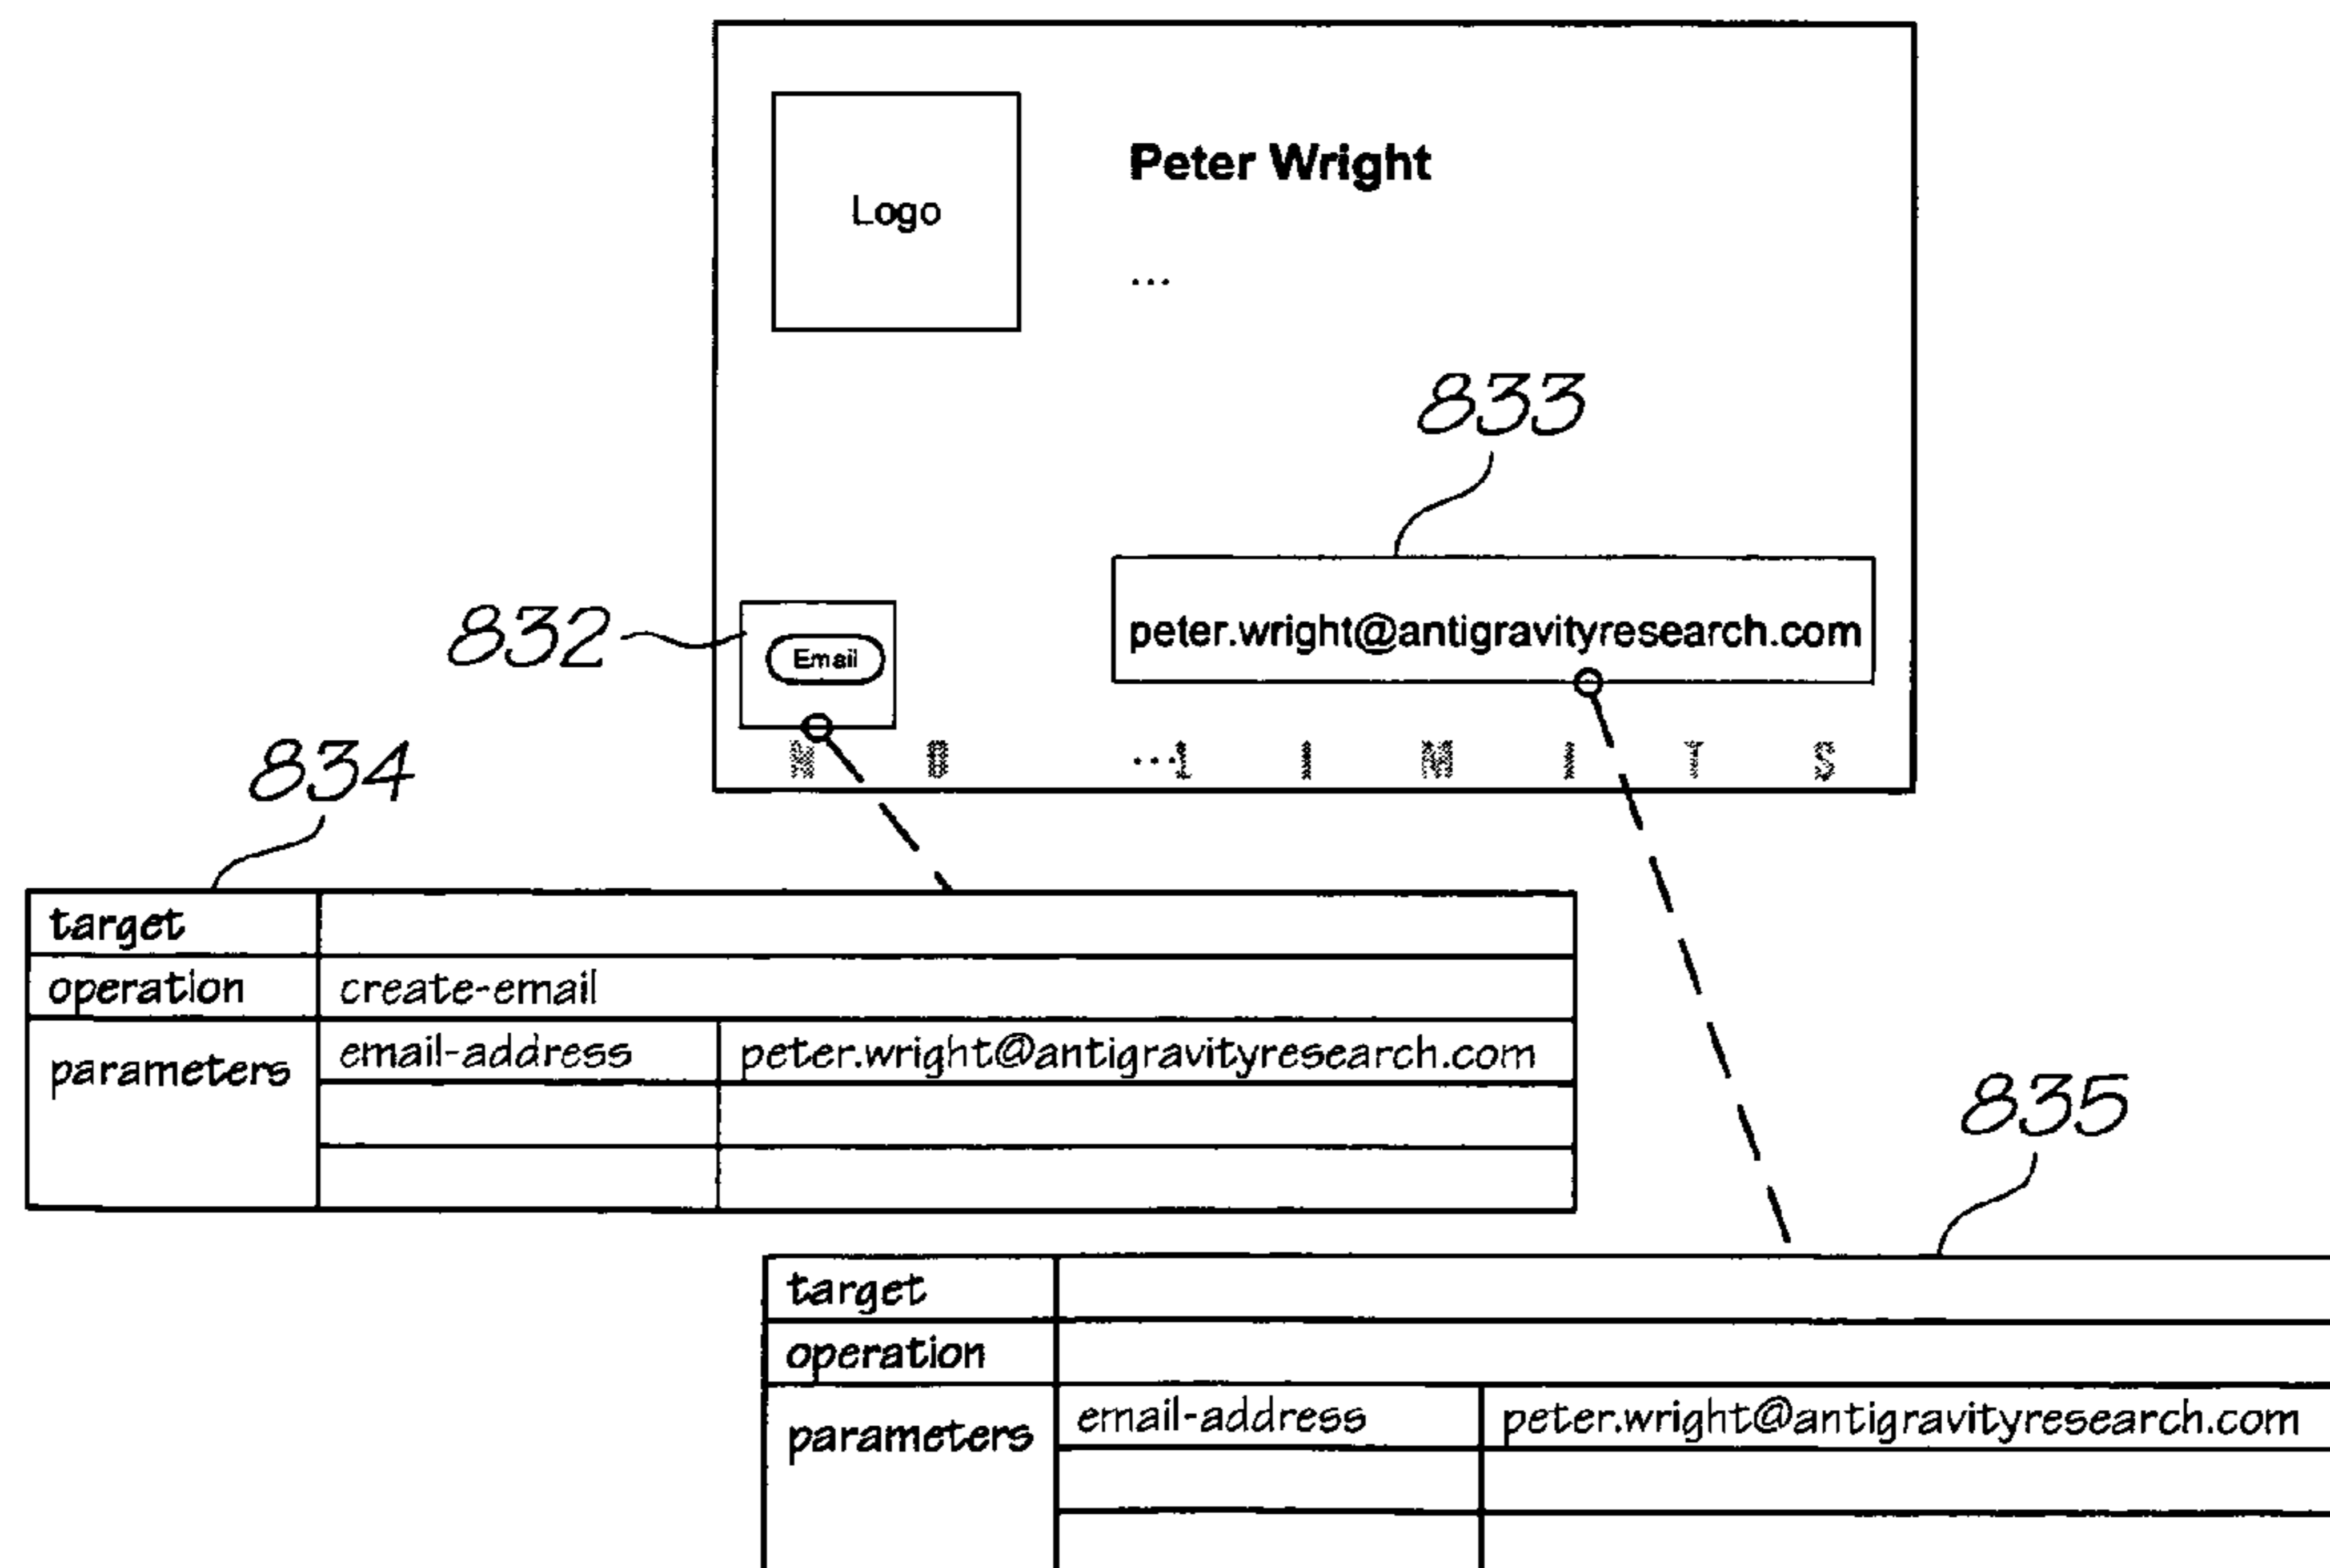 Peter Wright
Logo
...
833
832
Email
peter.wright@antigravityresearch.com
N O ...L I M I T S
834
target
operation create-email
parameters email-address peter.wright@antigravityresearch.com
835
target
operation
parameters email-address peter.wright@antigravityresearch.com